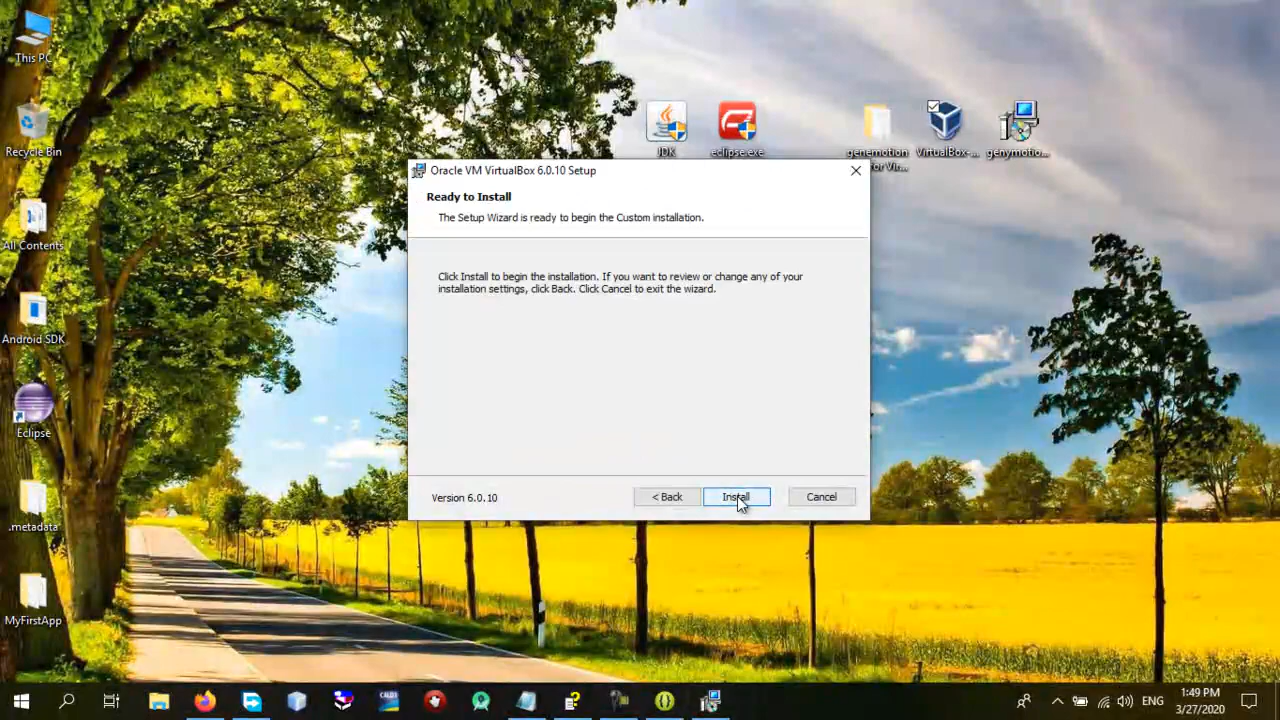 This PC
Recycle Bin
All Contents
Android SDK
Eclipse
.metadata
MyFirstApp
JDK
eclipse.exe
genemotion
for Vir...
VirtualBox-...
genymotio...
Oracle VM VirtualBox 6.0.10 Setup
Ready to Install
The Setup Wizard is ready to begin the Custom installation.
Click Install to begin the installation. If you want to review or change any of your
installation settings, click Back. Click Cancel to exit the wizard.
Version 6.0.10
< Back
Install
Cancel
ENG
1:49 PM
3/27/2020